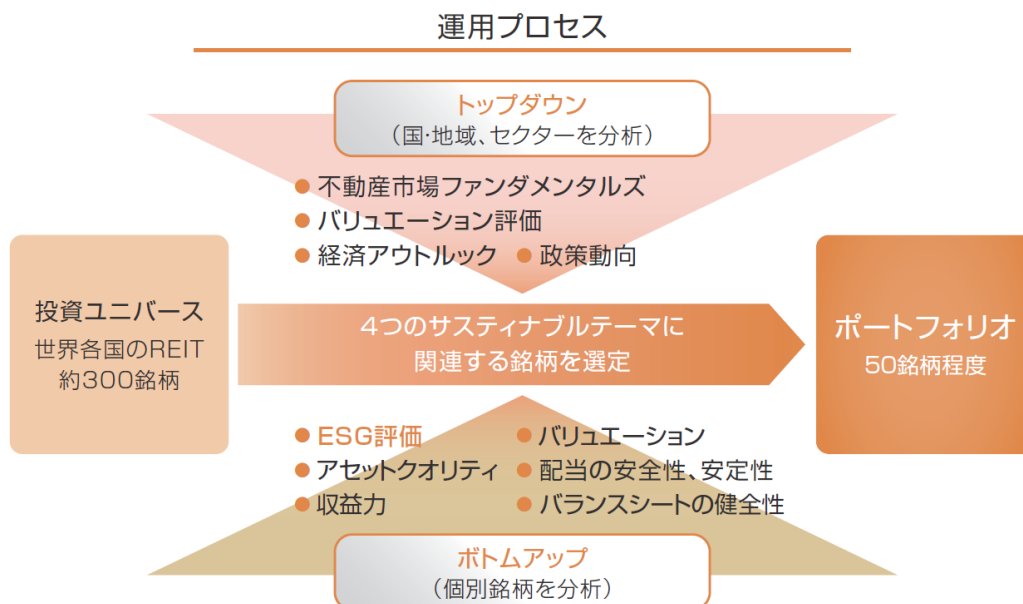 運用プロセス
トップダウン
（国・地域、セクターを分析）
● 不動産市場ファンダメンタルズ
● バリュエーション評価
● 経済アウトルック ● 政策動向
投資ユニバース
世界各国のREIT
約300銘柄
4つのサスティナブルテーマに
関連する銘柄を選定
ポートフォリオ
50銘柄程度
● ESG評価 ● バリュエーション
● アセットクオリティ ● 配当の安全性、安定性
● 収益力 ● バランスシートの健全性
ボトムアップ
（個別銘柄を分析）